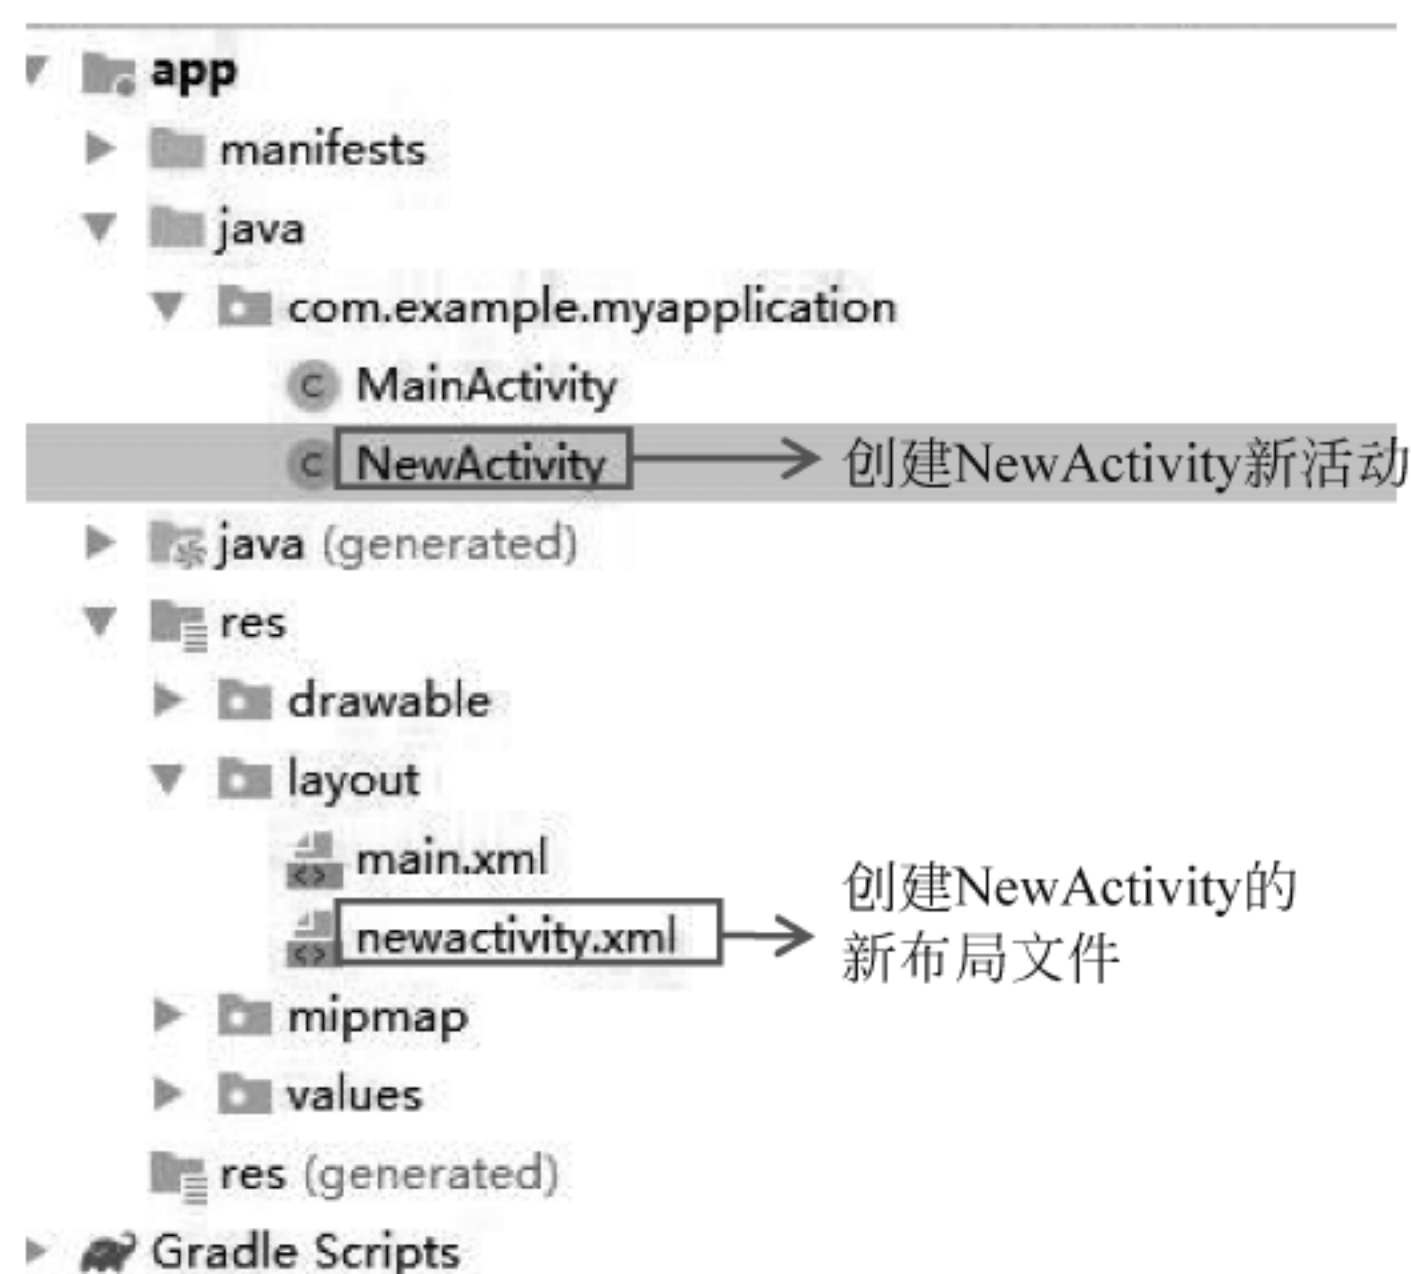 app
manifests
java
com.example.myapplication
C MainActivity
C NewActivity 创建NewActivity新活动
java (generated)
res
drawable
layout
main.xml
newactivity.xml 创建NewActivity的
新布局文件
mipmap
values
res (generated)
Gradle Scripts